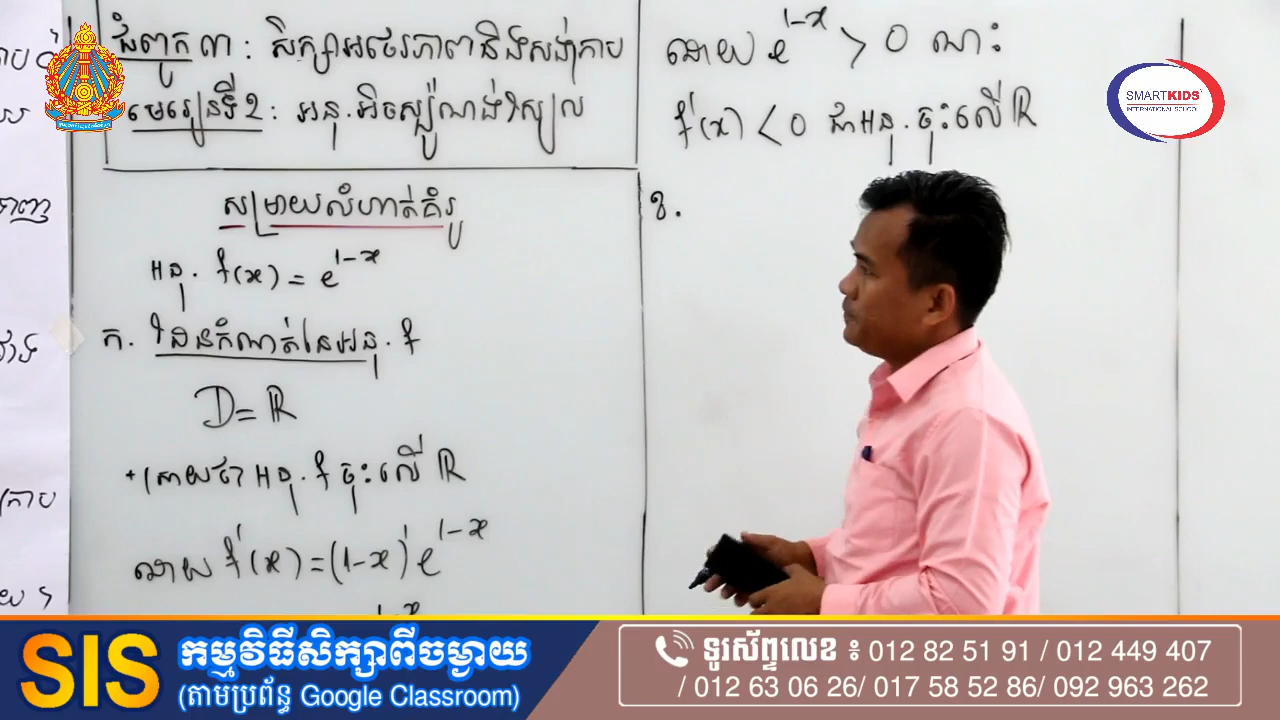 ជំពូក ៣ : សិក្សាអថេរភាពនិងសង់ក្រាប
មេរៀនទី 2 : អនុ.អិចស្ប៉ូណង់ស្យែល
សម្រាយលំហាត់គំរូ
អនុ. f(x) = e^{1-x}
ក. ដែនកំណត់នៃអនុ. f
D = ℝ
+ ស្រាយថា អនុ. f ចុះលើ ℝ
ដោយ f'(x) = (1-x)' e^{1-x}
1-x
ដោយ e^{1-x} > 0 ណះ
f'(x) < 0 ជាអនុ. ចុះលើ ℝ
ខ.
SMARTKIDS
INTERNATIONAL SCHOOL
SIS
កម្មវិធីសិក្សាពីចម្ងាយ
(តាមប្រព័ន្ធ Google Classroom)
ទូរស័ព្ទលេខ ៖ 012 82 51 91 / 012 449 407
/ 012 63 06 26/ 017 58 52 86/ 092 963 262